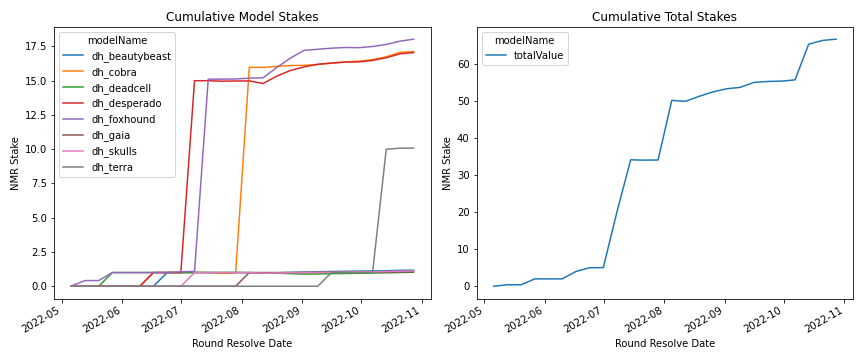 Cumulative Model Stakes
NMR Stake
17.5
15.0
12.5
10.0
7.5
5.0
2.5
0.0
modelName
dh_beautybeast
dh_cobra
dh_deadcell
dh_desperado
dh_foxhound
dh_gaia
dh_skulls
dh_terra
2022-05
2022-06
2022-07
2022-08
2022-09
2022-10
2022-11
Round Resolve Date
Cumulative Total Stakes
NMR Stake
60
50
40
30
20
10
0
modelName
totalValue
2022-05
2022-06
2022-07
2022-08
2022-09
2022-10
2022-11
Round Resolve Date